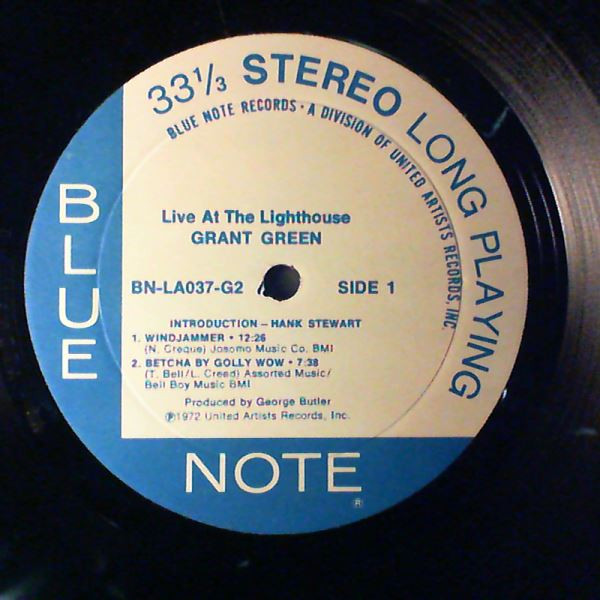 33⅓ STEREO LONG PLAYING
BLUE NOTE RECORDS • A DIVISION OF UNITED ARTISTS RECORDS, INC
BLUE
Live At The Lighthouse
GRANT GREEN
BN-LA037-G2
SIDE 1
INTRODUCTION – HANK STEWART
1. WINDJAMMER • 12:26
(N. Creque) Josomo Music Co. BMI
2. BETCHA BY GOLLY WOW • 7:38
(T. Bell/L. Creed) Assorted Music/
Bell Boy Music BMI
Produced by George Butler
℗1972 United Artists Records, Inc.
NOTE
®